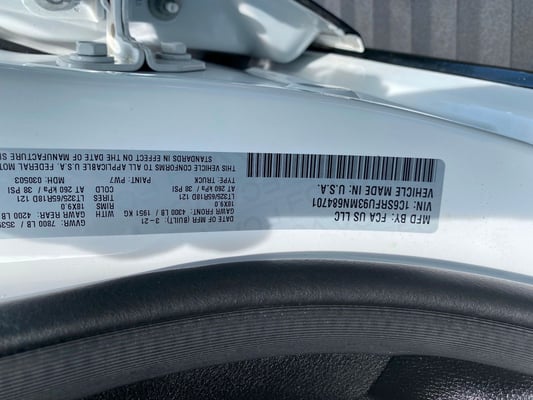 MFD BY: FCA US LLC
VIN: 1C6SRFU93MN684701
VEHICLE MADE IN U.S.A.
DATE OF MFR (BUILT): 3-21
GVWR: 7800 LB
GAWR FRONT: 4300 LB / 1951 KG
GAWR REAR: 4200 LB
WITH
18X9.0
RIMS
18X9.0
LT325/65R18D 121
LT325/65R18D 121
AT 260 kPa / 38 PSI
COLD
AT 260 kPa / 38 PSI
TYPE: TRUCK
PAINT: PW7
MDH: 030503
THIS VEHICLE CONFORMS TO ALL APPLICABLE U.S.A. FEDERAL
STANDARDS IN EFFECT ON THE DATE OF MANUFACTURE